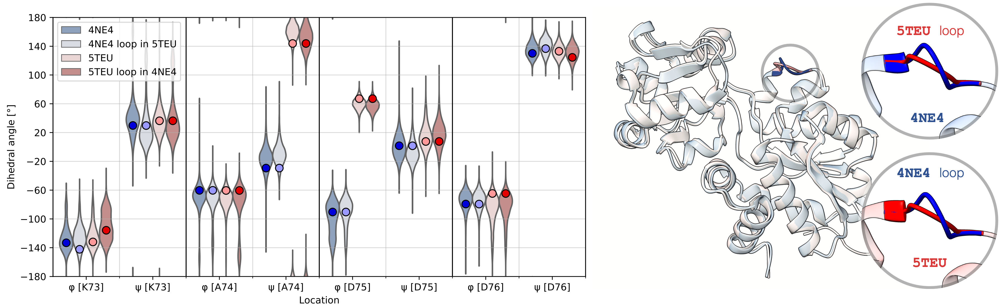 180
140
100
60
20
−20
−60
−100
−140
−180
Dihedral angle [°]
4NE4
4NE4 loop in 5TEU
5TEU
5TEU loop in 4NE4
φ [K73]
ψ [K73]
φ [A74]
ψ [A74]
φ [D75]
ψ [D75]
φ [D76]
ψ [D76]
Location
5TEU loop
4NE4
4NE4 loop
5TEU